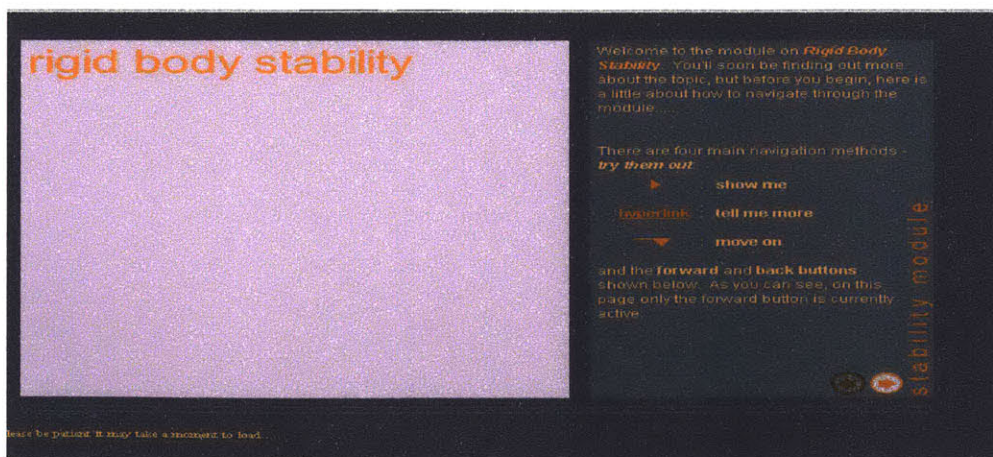 rigid body stability
Welcome to the module on Rigid Body
Stability. You'll soon be finding out more
about the topic, but before you begin, here is
a little about how to navigate through the
module....
There are four main navigation methods -
try them out
show me
hyperlink tell me more
move on
and the forward and back buttons
shown below. As you can see, on this
page only the forward button is currently
active
stability module
lease be patient it may take a moment to load...